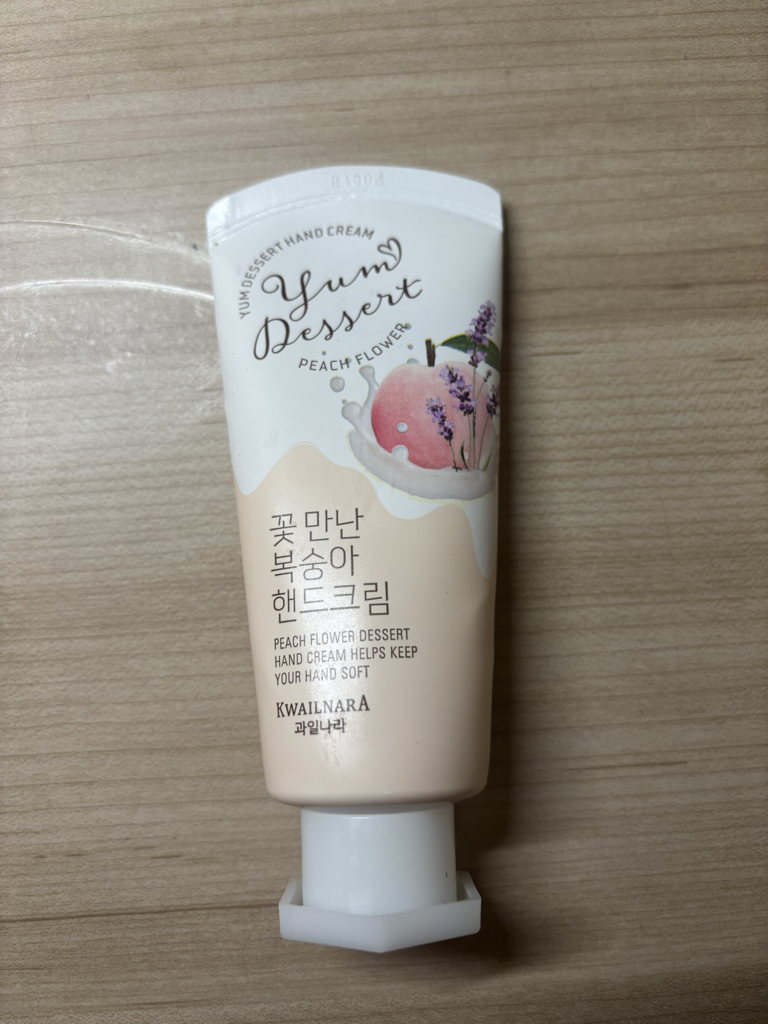 YUM DESSERT HAND CREAM
Yum
Dessert
PEACH FLOWER
꽃 만난
복숭아
핸드크림
PEACH FLOWER DESSERT
HAND CREAM HELPS KEEP
YOUR HAND SOFT
KWAILNARA
과일나라